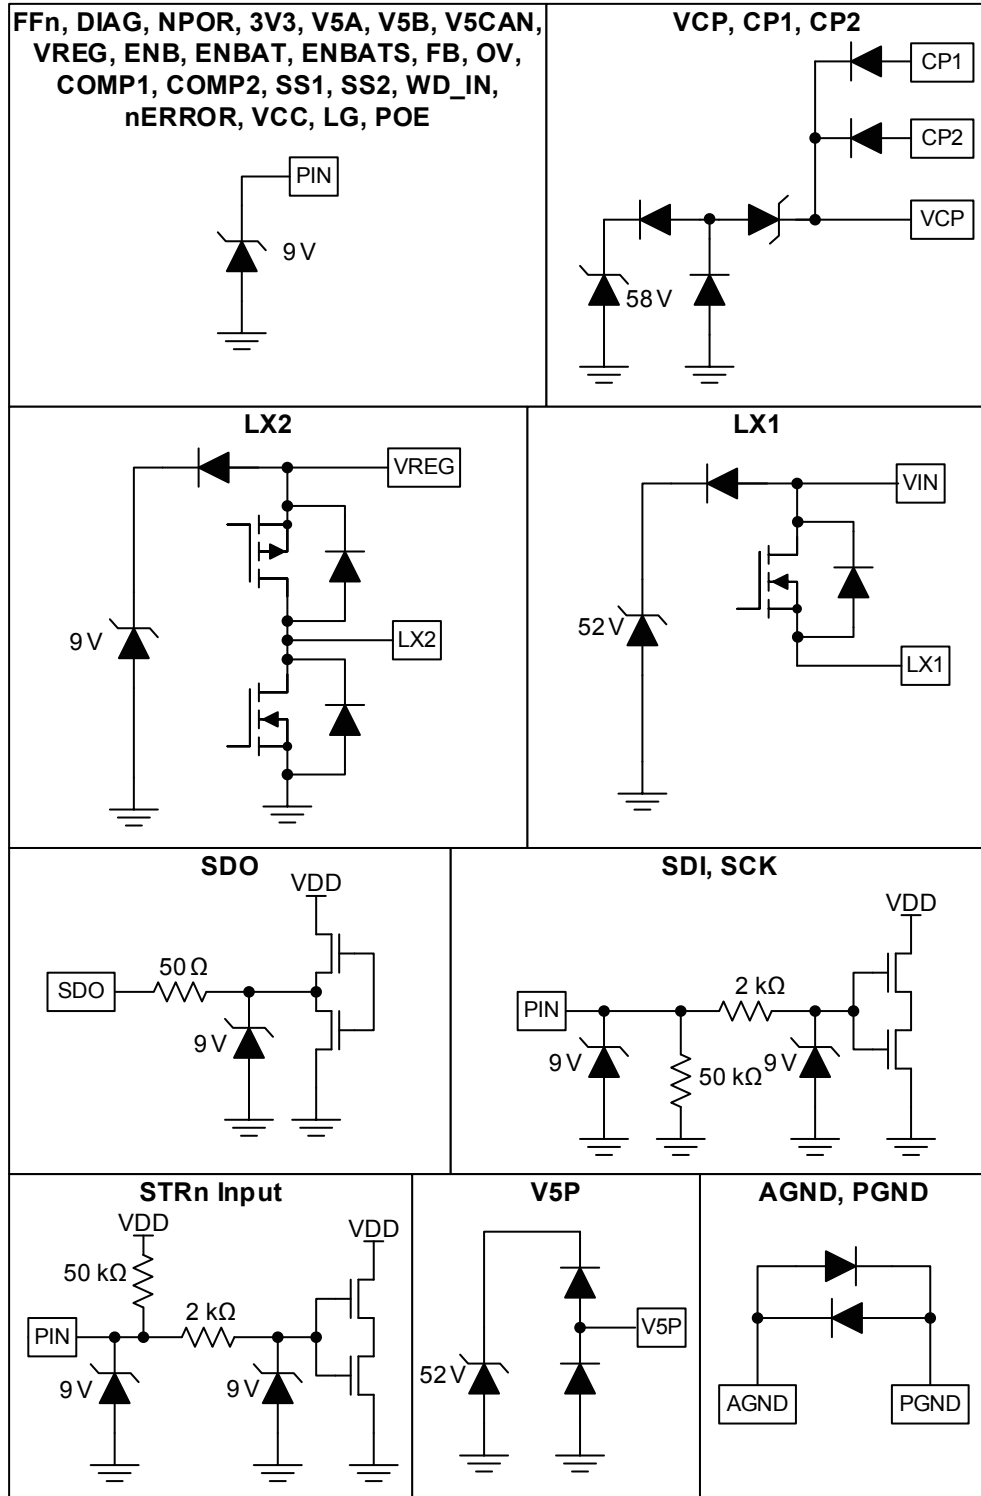 FFn, DIAG, NPOR, 3V3, V5A, V5B, V5CAN,
VREG, ENB, ENBAT, ENBATS, FB, OV,
COMP1, COMP2, SS1, SS2, WD_IN,
nERROR, VCC, LG, POE
PIN
9 V
VCP, CP1, CP2
CP1
CP2
VCP
58 V
LX2
VREG
9 V
LX2
LX1
VIN
52 V
LX1
SDO
VDD
50 Ω
SDO
9 V
SDI, SCK
VDD
2 kΩ
PIN
9 V
50 kΩ
9 V
STRn Input
VDD
VDD
50 kΩ
2 kΩ
PIN
9 V
9 V
V5P
V5P
52 V
AGND, PGND
AGND
PGND